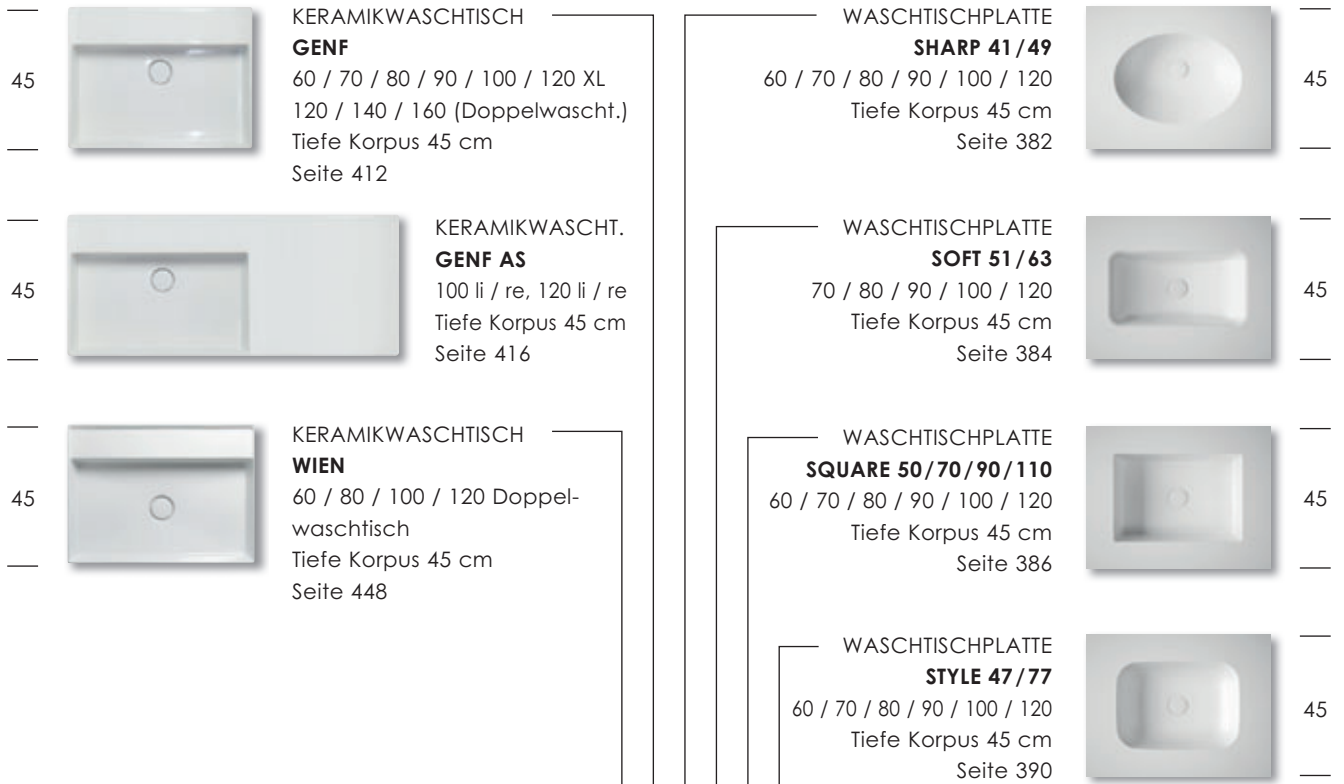 45
KERAMIKWASCHTISCH
GENF
60 / 70 / 80 / 90 / 100 / 120 XL
120 / 140 / 160 (Doppelwascht.)
Tiefe Korpus 45 cm
Seite 412
45
KERAMIKWASCHT.
GENF AS
100 li / re, 120 li / re
Tiefe Korpus 45 cm
Seite 416
45
KERAMIKWASCHTISCH
WIEN
60 / 80 / 100 / 120 Doppel-
waschtisch
Tiefe Korpus 45 cm
Seite 448
WASCHTISCHPLATTE
SHARP 41/49
60 / 70 / 80 / 90 / 100 / 120
Tiefe Korpus 45 cm
Seite 382
45
WASCHTISCHPLATTE
SOFT 51/63
70 / 80 / 90 / 100 / 120
Tiefe Korpus 45 cm
Seite 384
45
WASCHTISCHPLATTE
SQUARE 50/70/90/110
60 / 70 / 80 / 90 / 100 / 120
Tiefe Korpus 45 cm
Seite 386
45
WASCHTISCHPLATTE
STYLE 47/77
60 / 70 / 80 / 90 / 100 / 120
Tiefe Korpus 45 cm
Seite 390
45